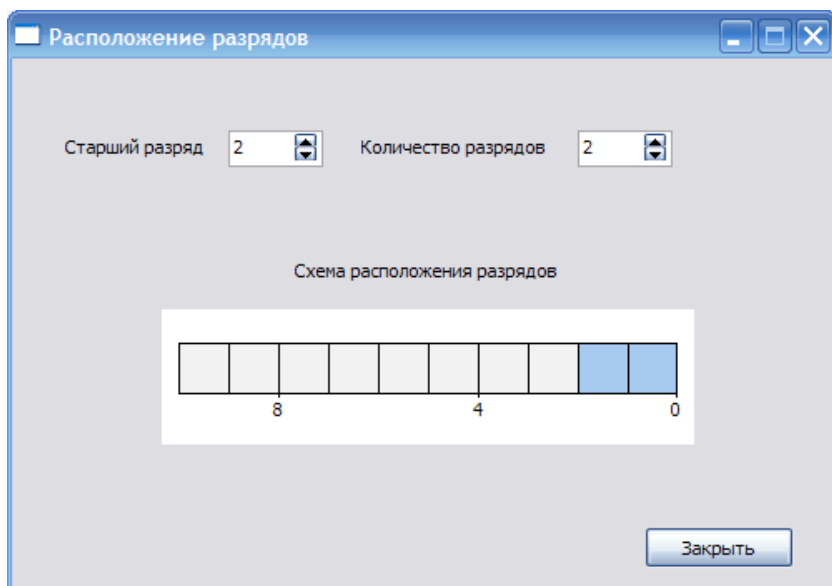 Расположение разрядов
Старший разряд 2 Количество разрядов 2
Схема расположения разрядов
8 4 0
Закрыть